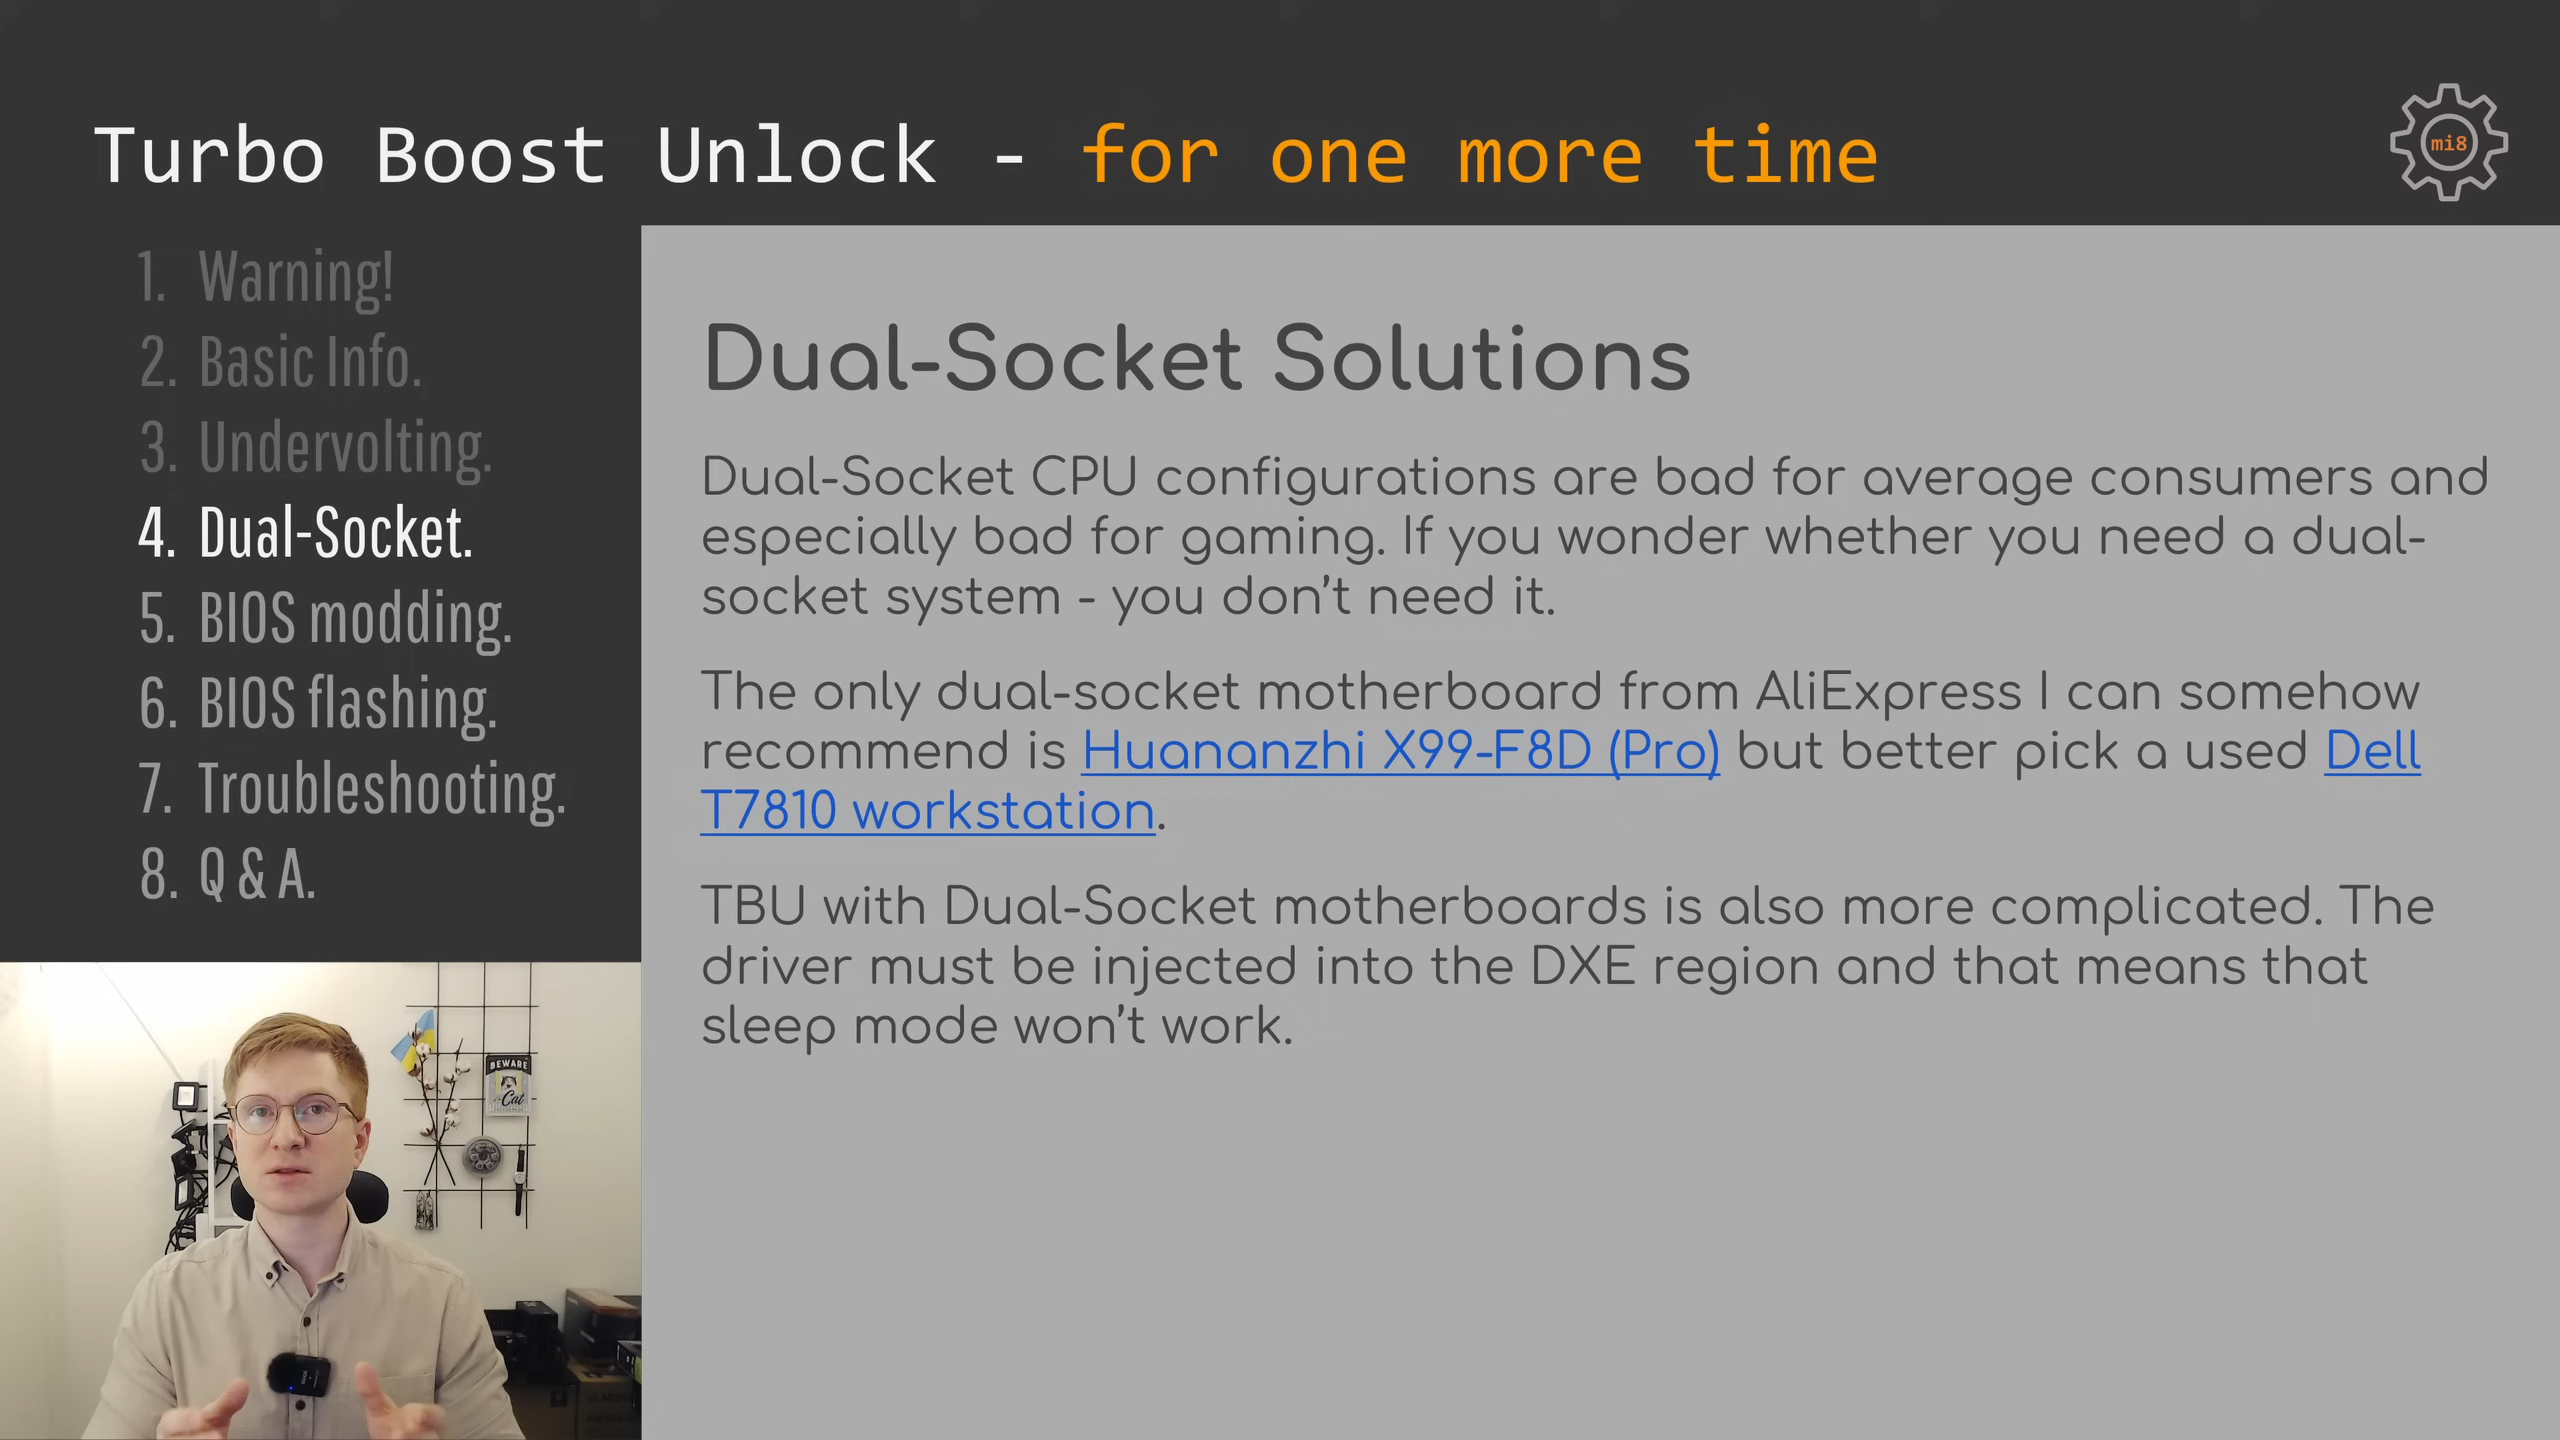 Turbo Boost Unlock - for one more time
mi8
1. Warning!
2. Basic Info.
3. Undervolting.
4. Dual-Socket.
5. BIOS modding.
6. BIOS flashing.
7. Troubleshooting.
8. Q & A.
Dual-Socket Solutions
Dual-Socket CPU configurations are bad for average consumers and
especially bad for gaming. If you wonder whether you need a dual-
socket system - you don't need it.
The only dual-socket motherboard from AliExpress I can somehow
recommend is Huananzhi X99-F8D (Pro) but better pick a used Dell
T7810 workstation.
TBU with Dual-Socket motherboards is also more complicated. The
driver must be injected into the DXE region and that means that
sleep mode won't work.
BEWARE
Cat